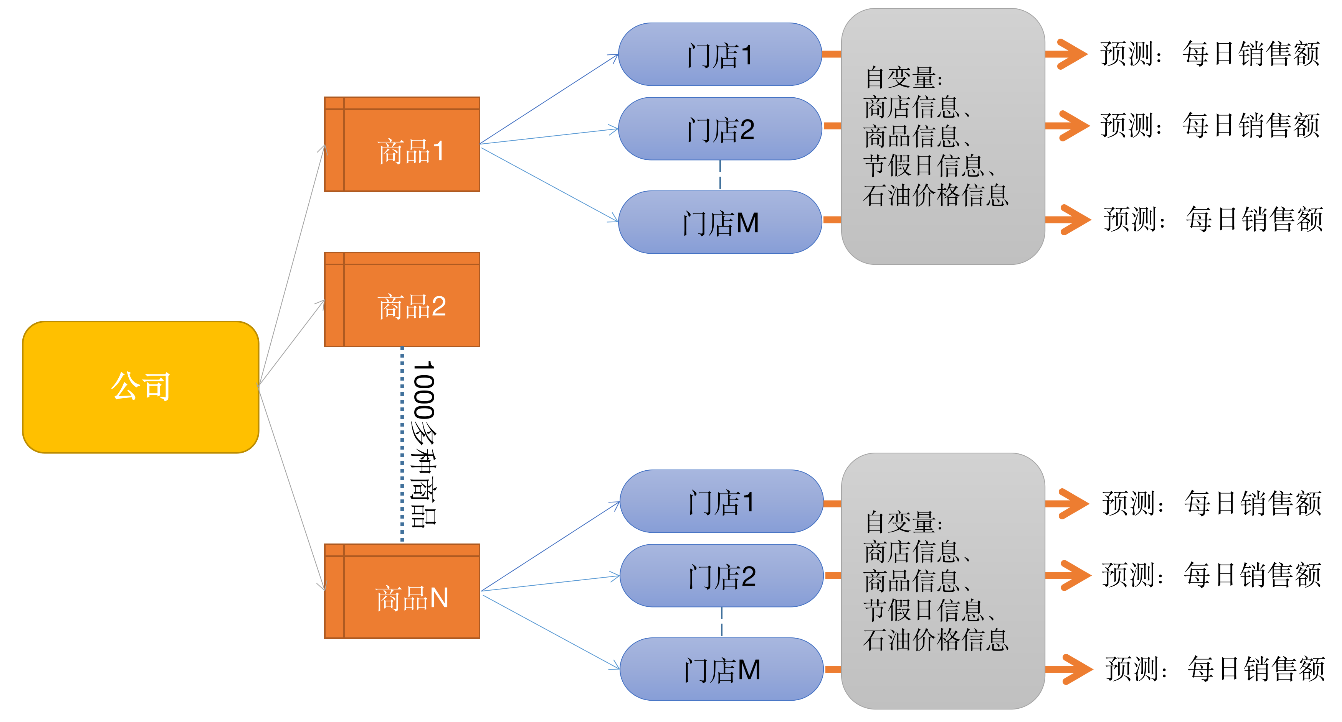 公司
商品1
商品2
1000多种商品
商品N
门店1
门店2
门店M
自变量：
商店信息、
商品信息、
节假日信息、
石油价格信息
预测：每日销售额
预测：每日销售额
预测：每日销售额
门店1
门店2
门店M
自变量：
商店信息、
商品信息、
节假日信息、
石油价格信息
预测：每日销售额
预测：每日销售额
预测：每日销售额